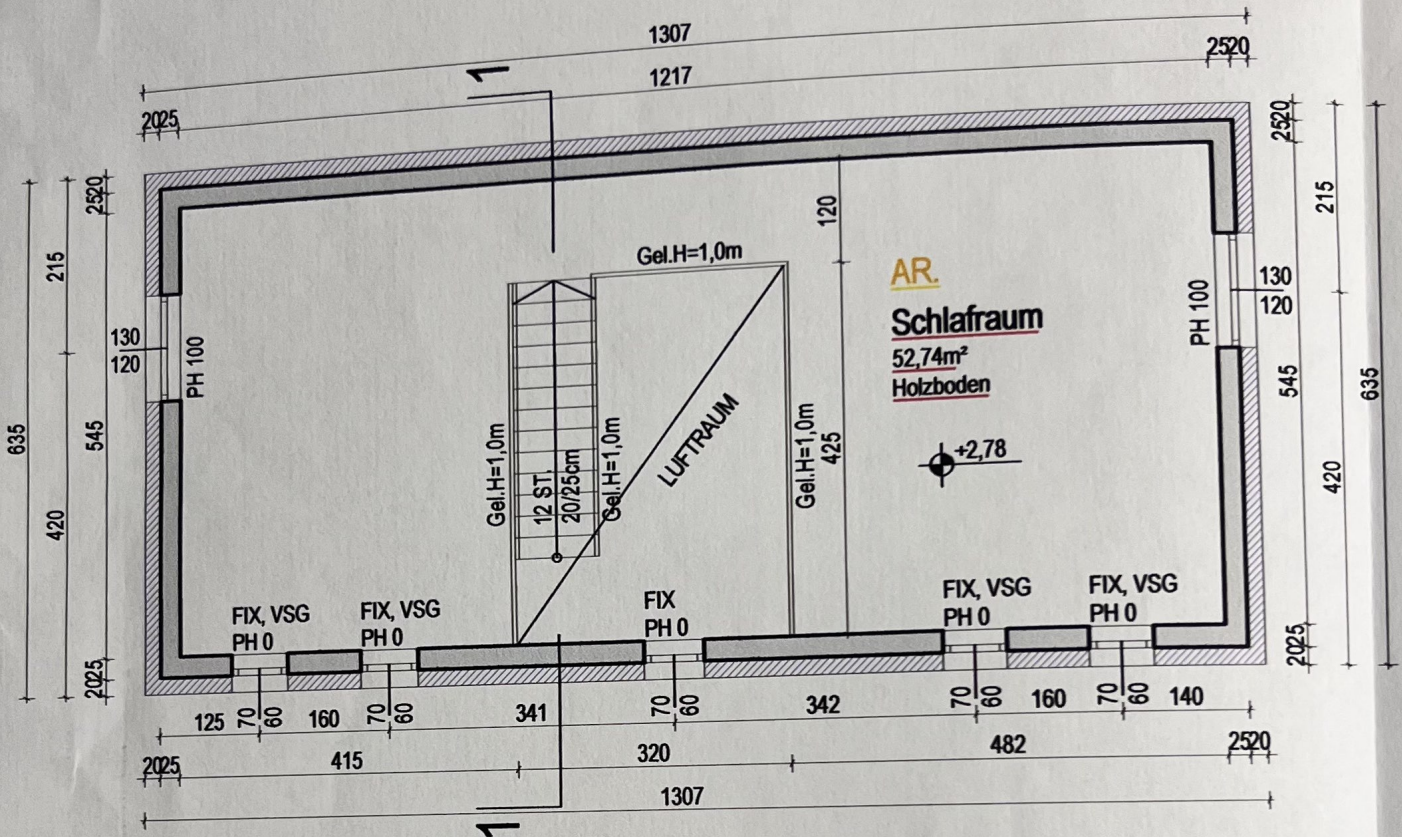 1307
2520
1217
1
2025
2520
2520
215
215
120
Gel.H=1,0m
AR.
Schlafraum
52,74m²
Holzboden
PH 100
130
120
130
120
PH 100
545
635
635
545
Gel.H=1,0m
12 ST.
20/25cm
Gel.H=1,0m
LUFTRAUM
Gel.H=1,0m
425
+2,78
420
420
FIX, VSG
PH 0
FIX, VSG
PH 0
FIX
PH 0
FIX, VSG
PH 0
FIX, VSG
PH 0
2025
2025
125
70
60
160
70
60
341
70
60
342
70
60
160
70
60
140
2025
415
320
482
2520
1307
1